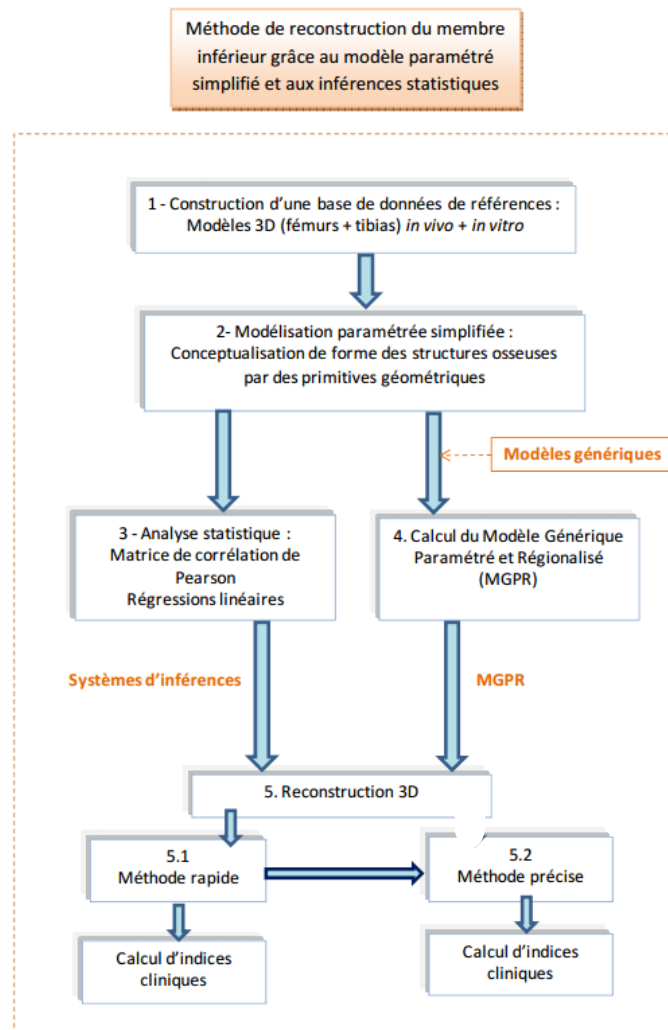 Méthode de reconstruction du membre
inférieur grâce au modèle paramétré
simplifié et aux inférences statistiques
1 - Construction d’une base de données de références :
Modèles 3D (fémurs + tibias) in vivo + in vitro
2- Modélisation paramétrée simplifiée :
Conceptualisation de forme des structures osseuses
par des primitives géométriques
Modèles génériques
3 - Analyse statistique :
Matrice de corrélation de
Pearson
Régressions linéaires
4. Calcul du Modèle Générique
Paramétré et Régionalisé
(MGPR)
Systèmes d’inférences
MGPR
5. Reconstruction 3D
5.1
Méthode rapide
5.2
Méthode précise
Calcul d’indices
cliniques
Calcul d’indices
cliniques